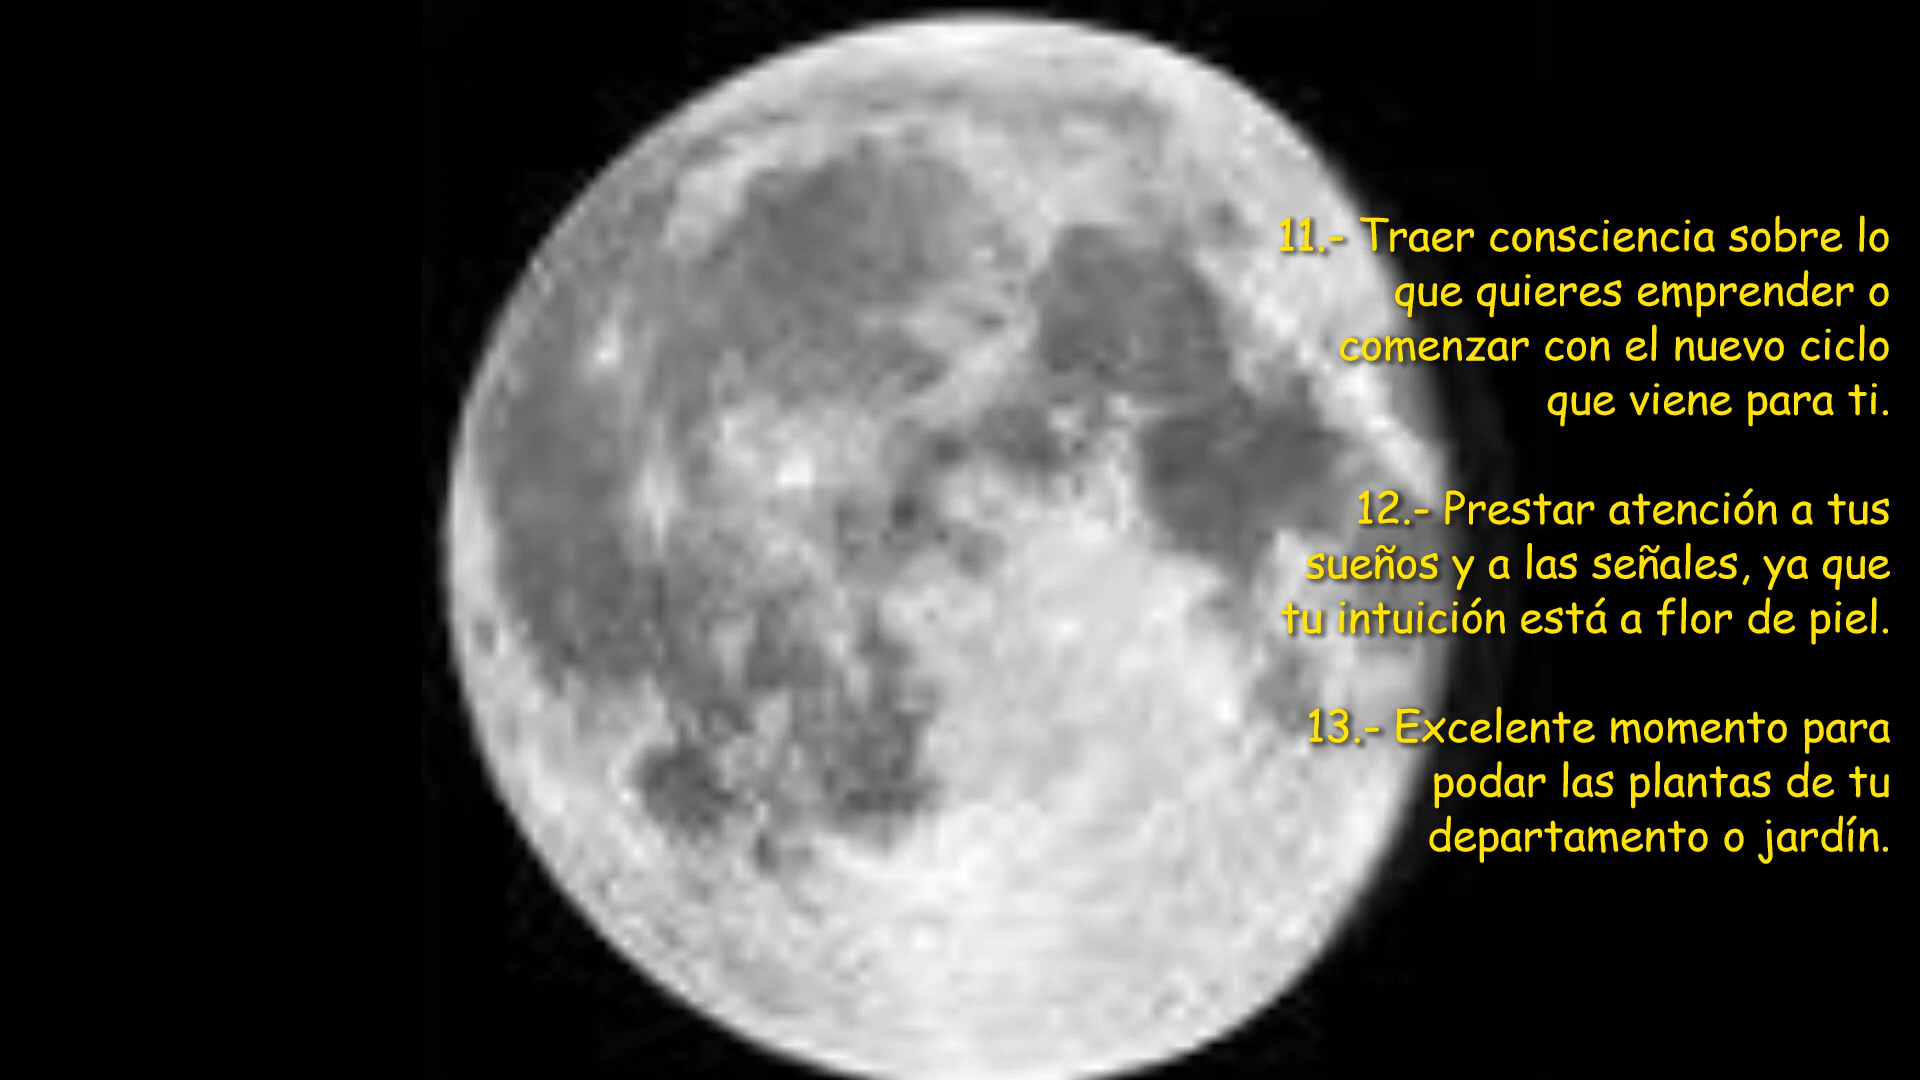 11.- Traer consciencia sobre lo
que quieres emprender o
comenzar con el nuevo ciclo
que viene para ti.
12.- Prestar atención a tus
sueños y a las señales, ya que
tu intuición está a flor de piel.
13.- Excelente momento para
podar las plantas de tu
departamento o jardín.